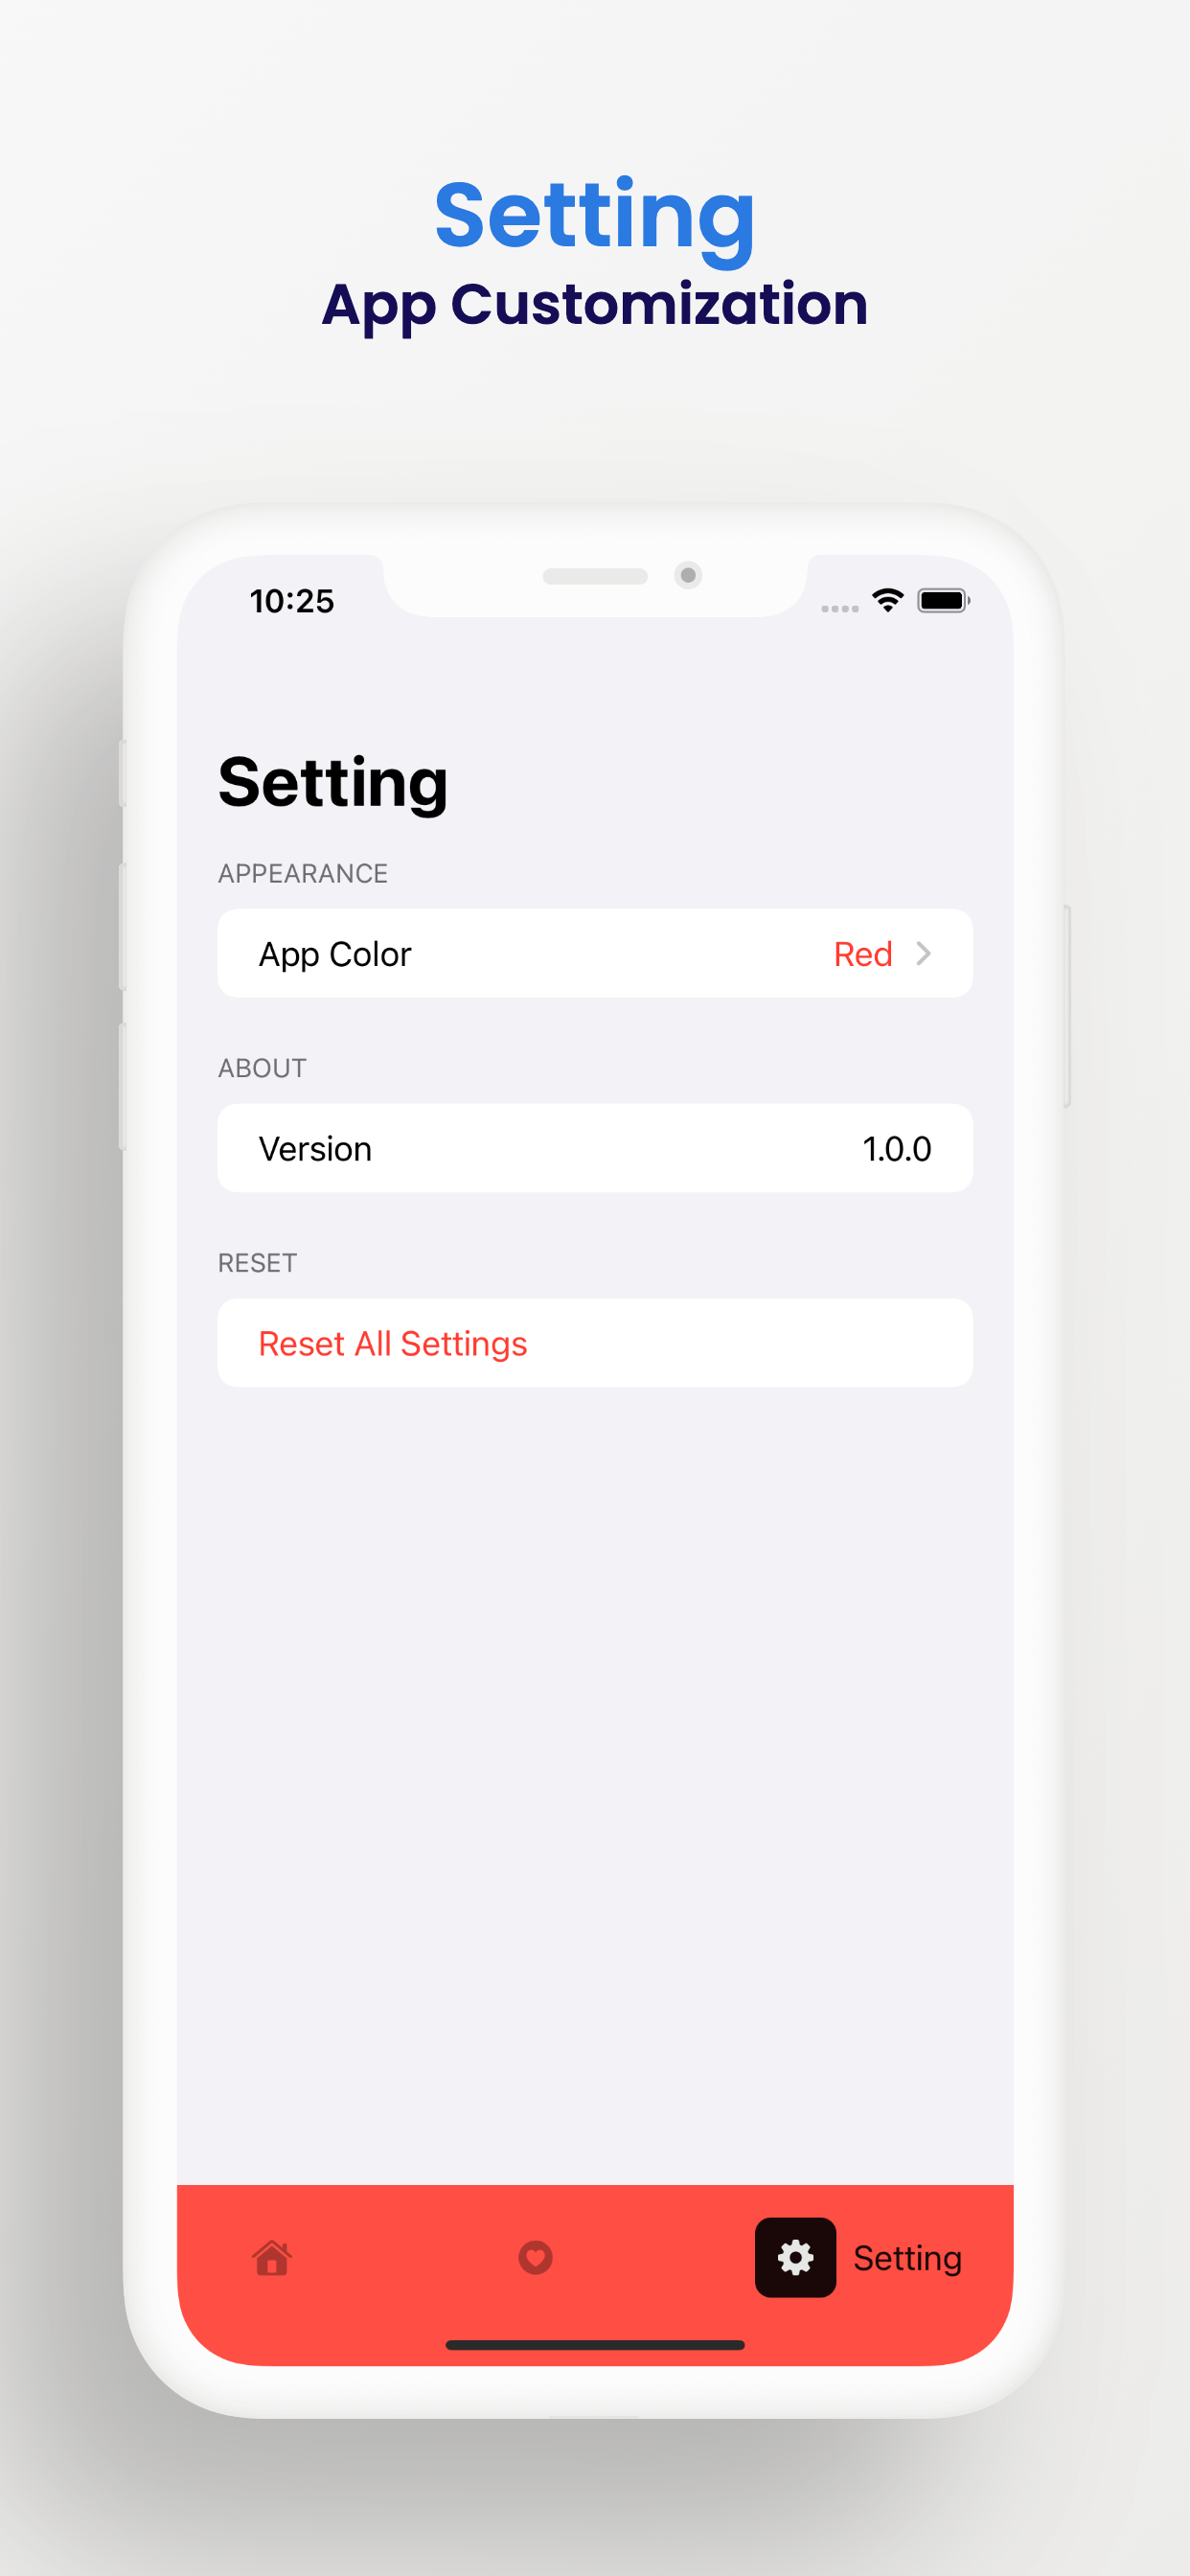 Setting
App Customization
10:25
Setting
APPEARANCE
App Color Red
ABOUT
Version 1.0.0
RESET
Reset All Settings
Setting